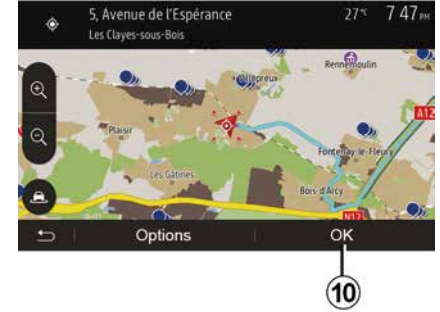 5, Avenue de l'Espérance
27°C 7 47 PM
Les Clayes-sous-Bois
Rennemoulin
Villepreux
A12
Plaisir
Fontenay-le-Fleury
Les Gâtines
Bois-d'Arcy
N12
Options OK
10